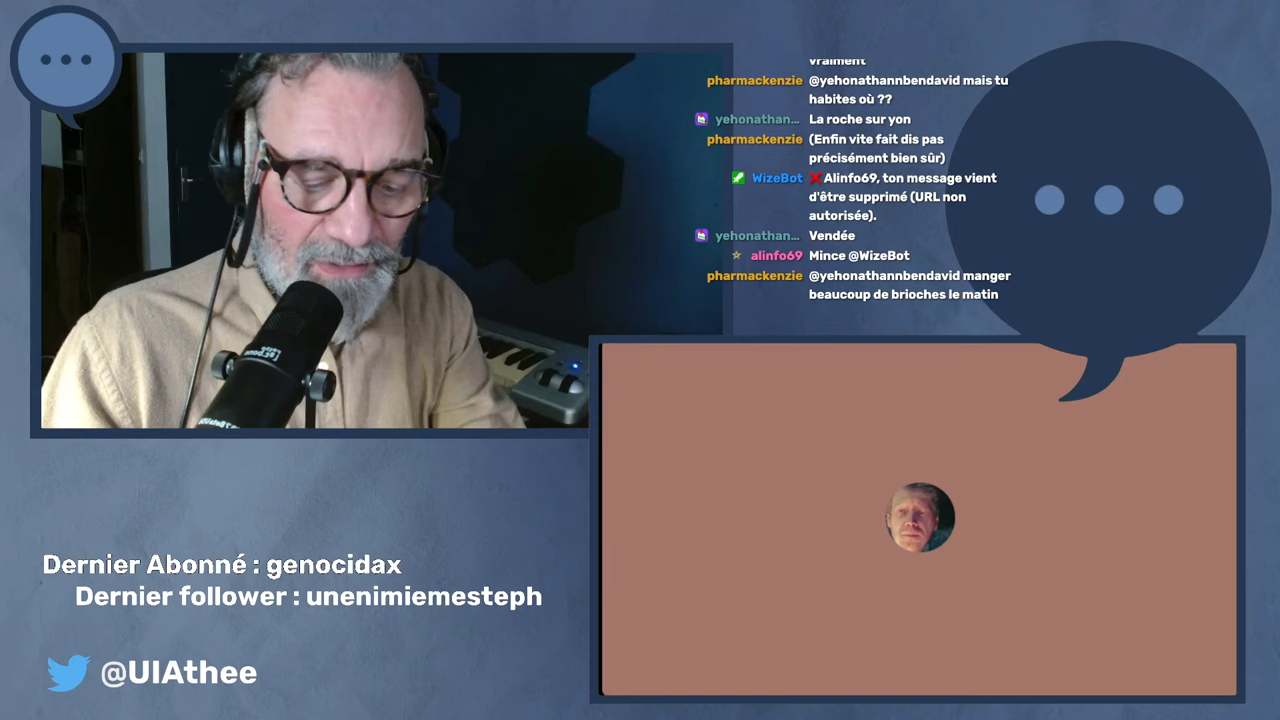 vraiment
pharmackenzie @yehonathannbendavid mais tu
habites où ??
yehonathan... La roche sur yon
pharmackenzie (Enfin vite fait dis pas
précisément bien sûr)
WizeBot ❌Alinfo69, ton message vient
d'être supprimé (URL non
autorisée).
yehonathan... Vendée
alinfo69 Mince @WizeBot
pharmackenzie @yehonathannbendavid manger
beaucoup de brioches le matin
Dernier Abonné : genocidax
Dernier follower : unenimiemesteph
@UIAthee